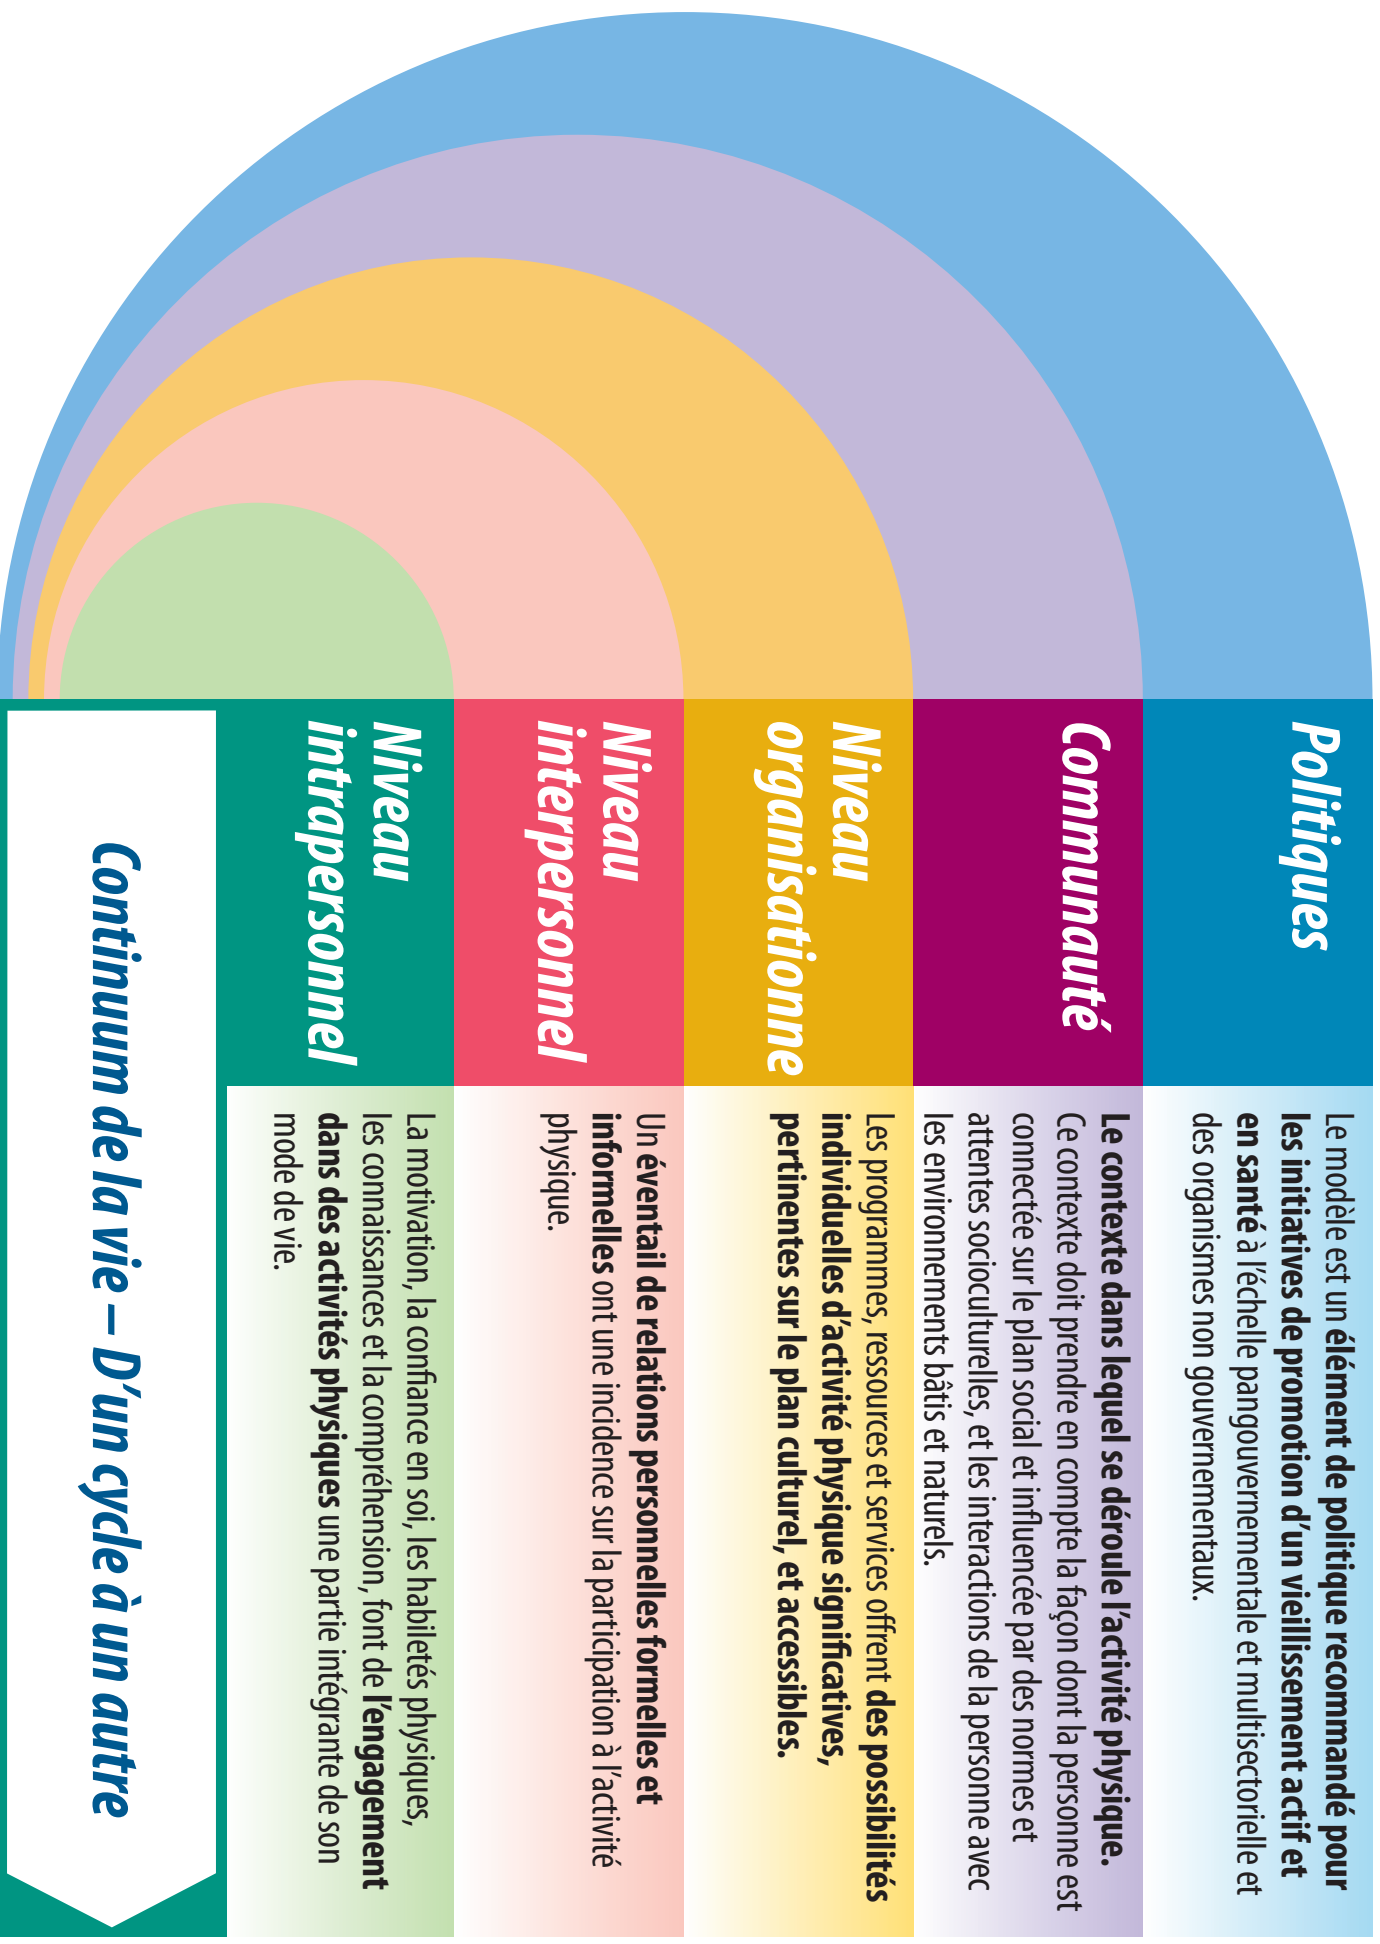 Politiques
Le modèle est un élément de politique recommandé pour
les initiatives de promotion d’un vieillissement actif et
en santé à l’échelle pangouvernementale et multisectorielle et
des organismes non gouvernementaux.
Communauté
Le contexte dans lequel se déroule l’activité physique.
Ce contexte doit prendre en compte la façon dont la personne est
connectée sur le plan social et influencée par des normes et
attentes socioculturelles, et les interactions de la personne avec
les environnements bâtis et naturels.
Niveau
organisationne
Les programmes, ressources et services offrent des possibilités
individuelles d’activité physique significatives,
pertinentes sur le plan culturel, et accessibles.
Niveau
interpersonnel
Un éventail de relations personnelles formelles et
informelles ont une incidence sur la participation à l’activité
physique.
Niveau
intrapersonnel
La motivation, la confiance en soi, les habiletés physiques,
les connaissances et la compréhension, font de l’engagement
dans des activités physiques une partie intégrante de son
mode de vie.
Continuum de la vie – D’un cycle à un autre